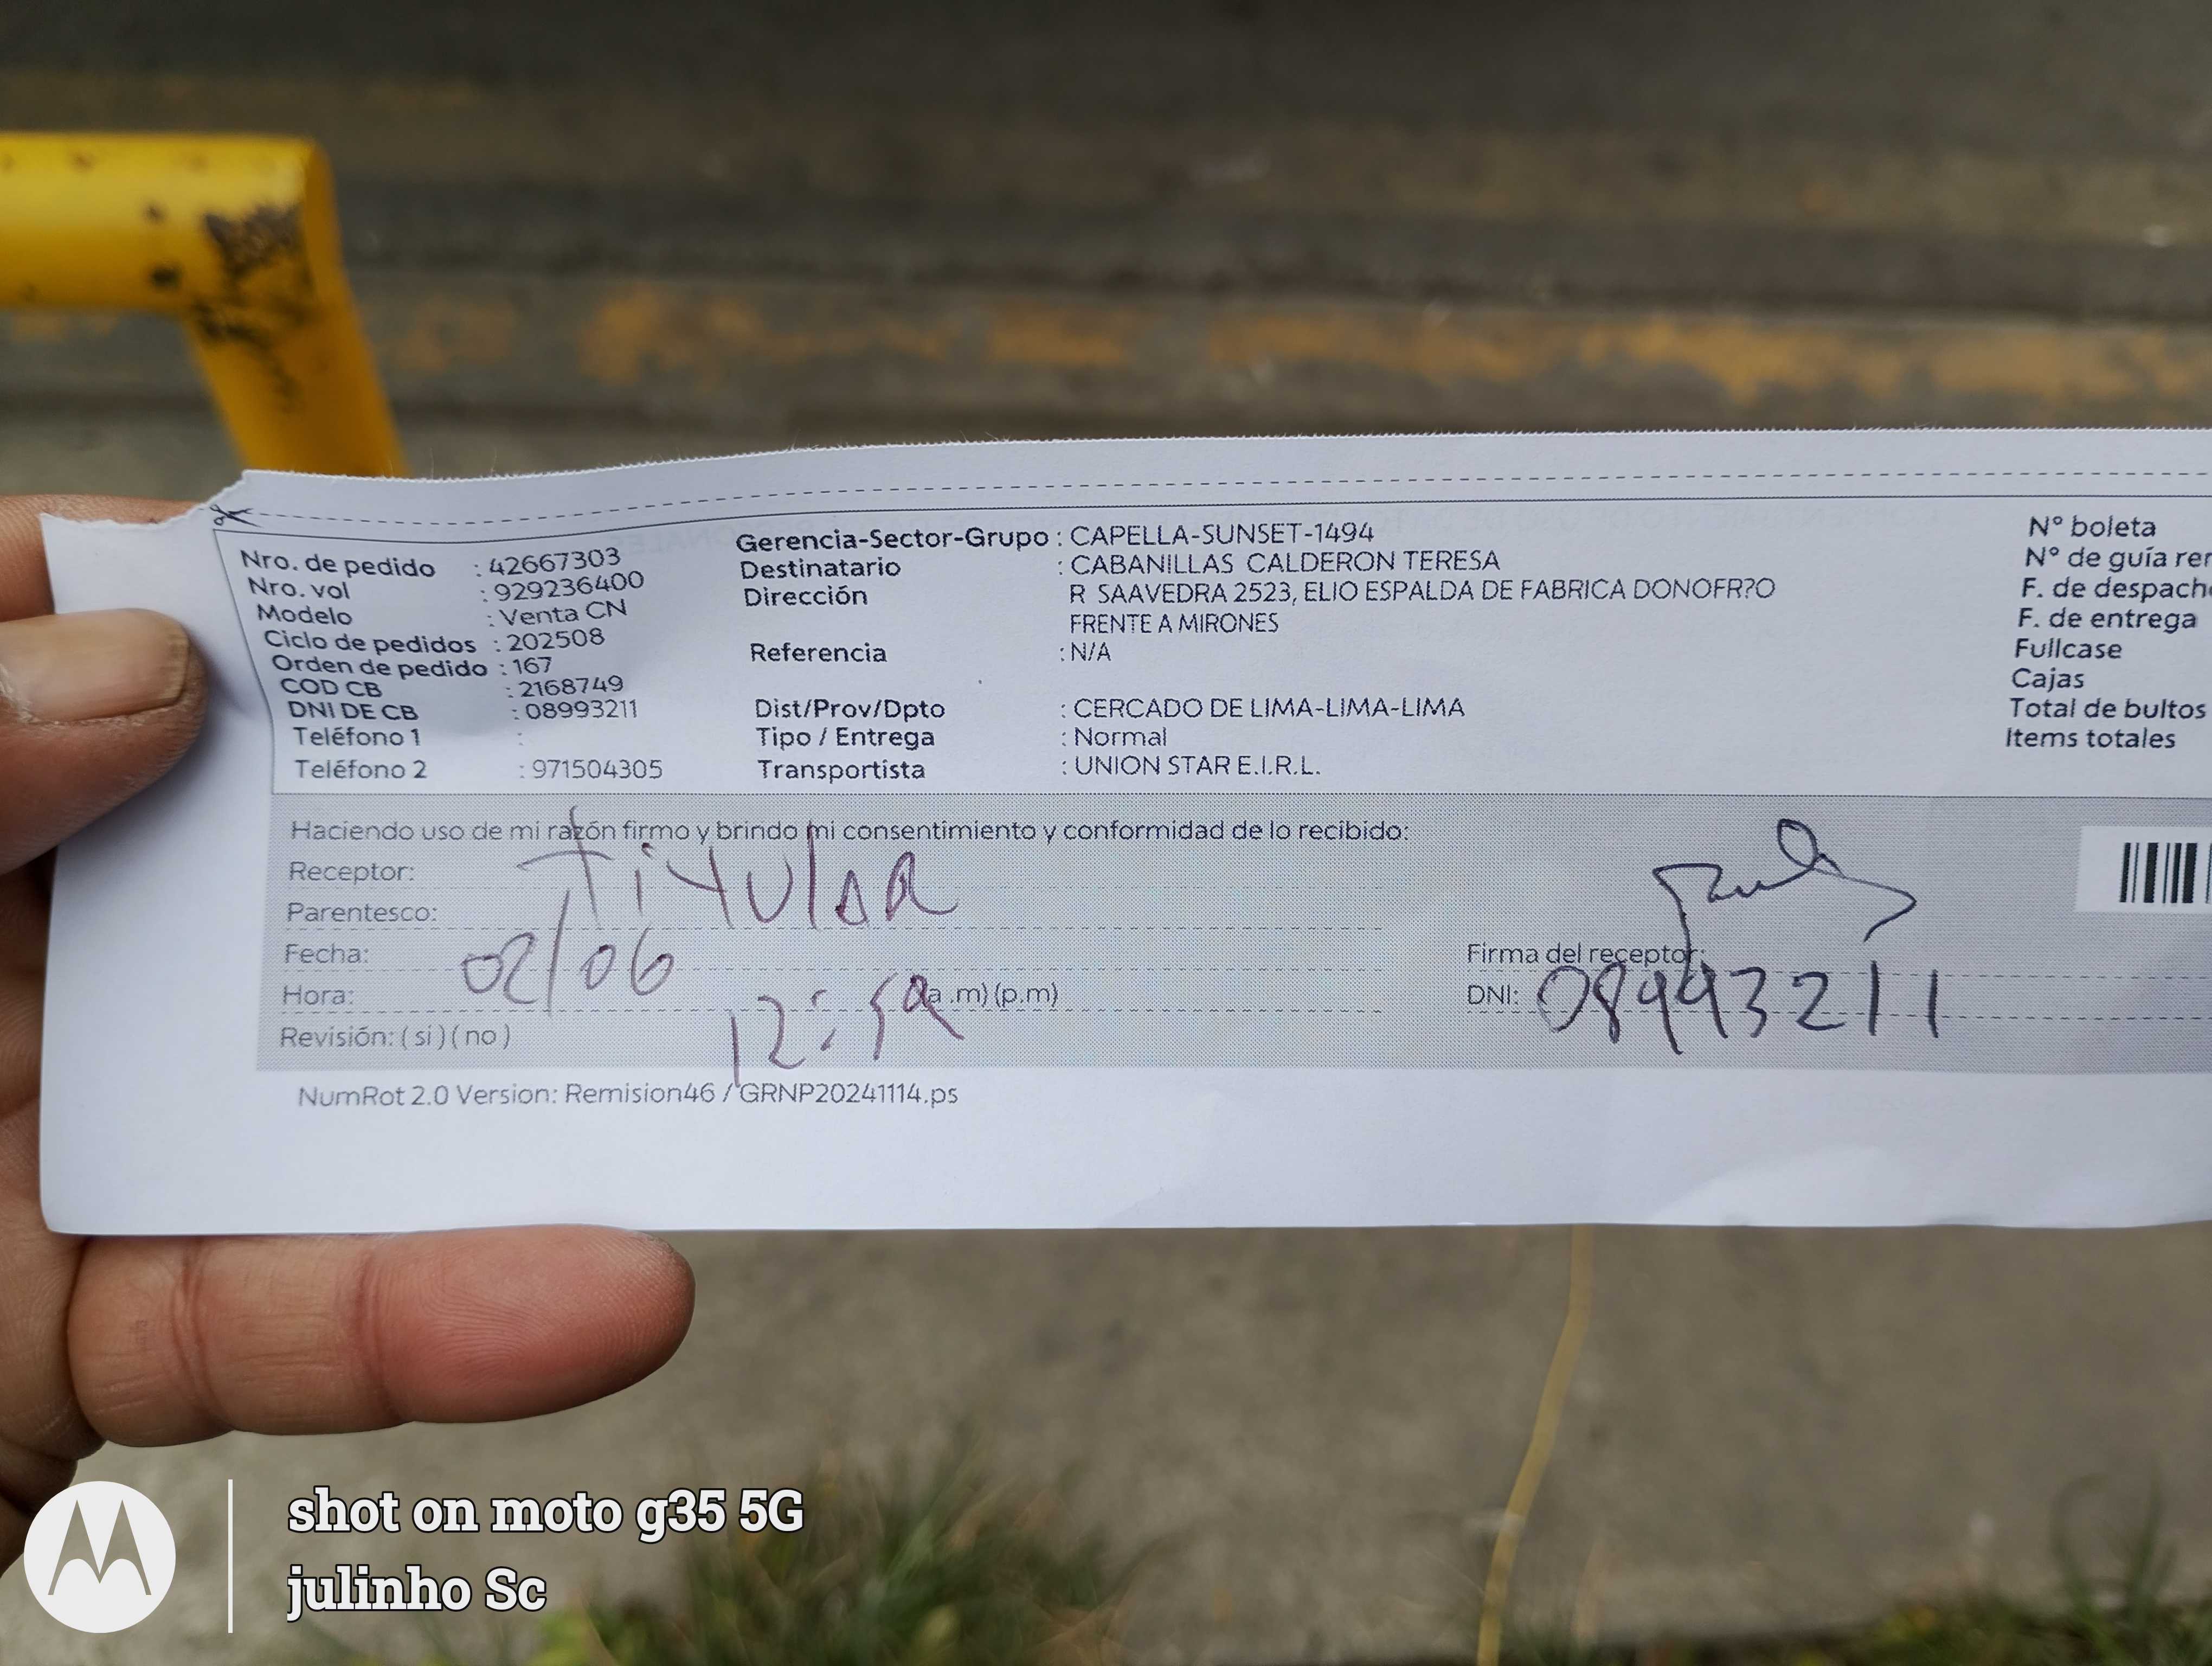 Nro. de pedido : 42667303
Nro. vol : 929236400
Modelo : Venta CN
Ciclo de pedidos : 202508
Orden de pedido : 167
COD CB : 2168749
DNI DE CB : 08993211
Teléfono 1 :
Teléfono 2 : 971504305
Gerencia-Sector-Grupo : CAPELLA-SUNSET-1494
Destinatario : CABANILLAS CALDERON TERESA
Dirección R SAAVEDRA 2523, ELIO ESPALDA DE FABRICA DONOFR?O
FRENTE A MIRONES
Referencia : N/A
Dist/Prov/Dpto : CERCADO DE LIMA-LIMA-LIMA
Tipo / Entrega : Normal
Transportista : UNION STAR E.I.R.L.
N° boleta
N° de guía
F. de
F. de entrega
Fullcase
Cajas
Total de bultos
Items totales
Haciendo uso de mi razón firmo y brindo mi consentimiento y conformidad de lo recibido:
Receptor: Titular
Parentesco:
Fecha: 02/06
Hora: (a .m) (p.m)
Revisión: ( si ) ( no )
Firma del receptor:
DNI: 08993211
NumRot 2.0 Version: Remision46 / GRNP20241114.ps
shot on moto g35 5G
julinho Sc